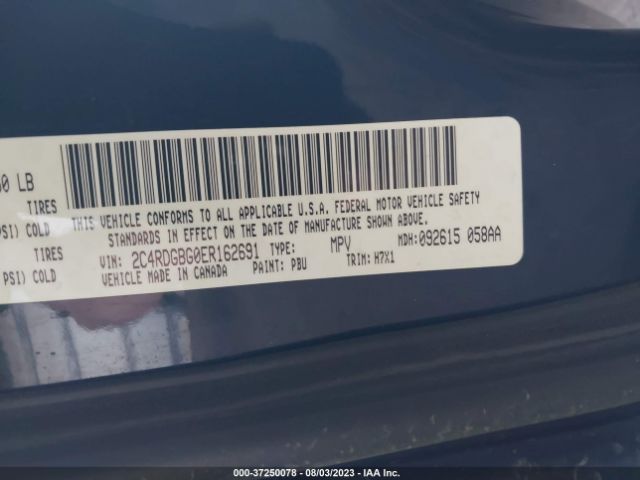 60 LB
TIRES
PSI) COLD
TIRES
PSI) COLD
THIS VEHICLE CONFORMS TO ALL APPLICABLE U.S.A. FEDERAL MOTOR VEHICLE SAFETY
STANDARDS IN EFFECT ON THE DATE OF MANUFACTURE SHOWN ABOVE.
VIN: 2C4RDGBG0ER162691 TYPE: MPV MDH:092615 058AA
VEHICLE MADE IN CANADA PAINT: PBU TRIM: H7X1
000-37250078 - 08/03/2023 - IAA Inc.